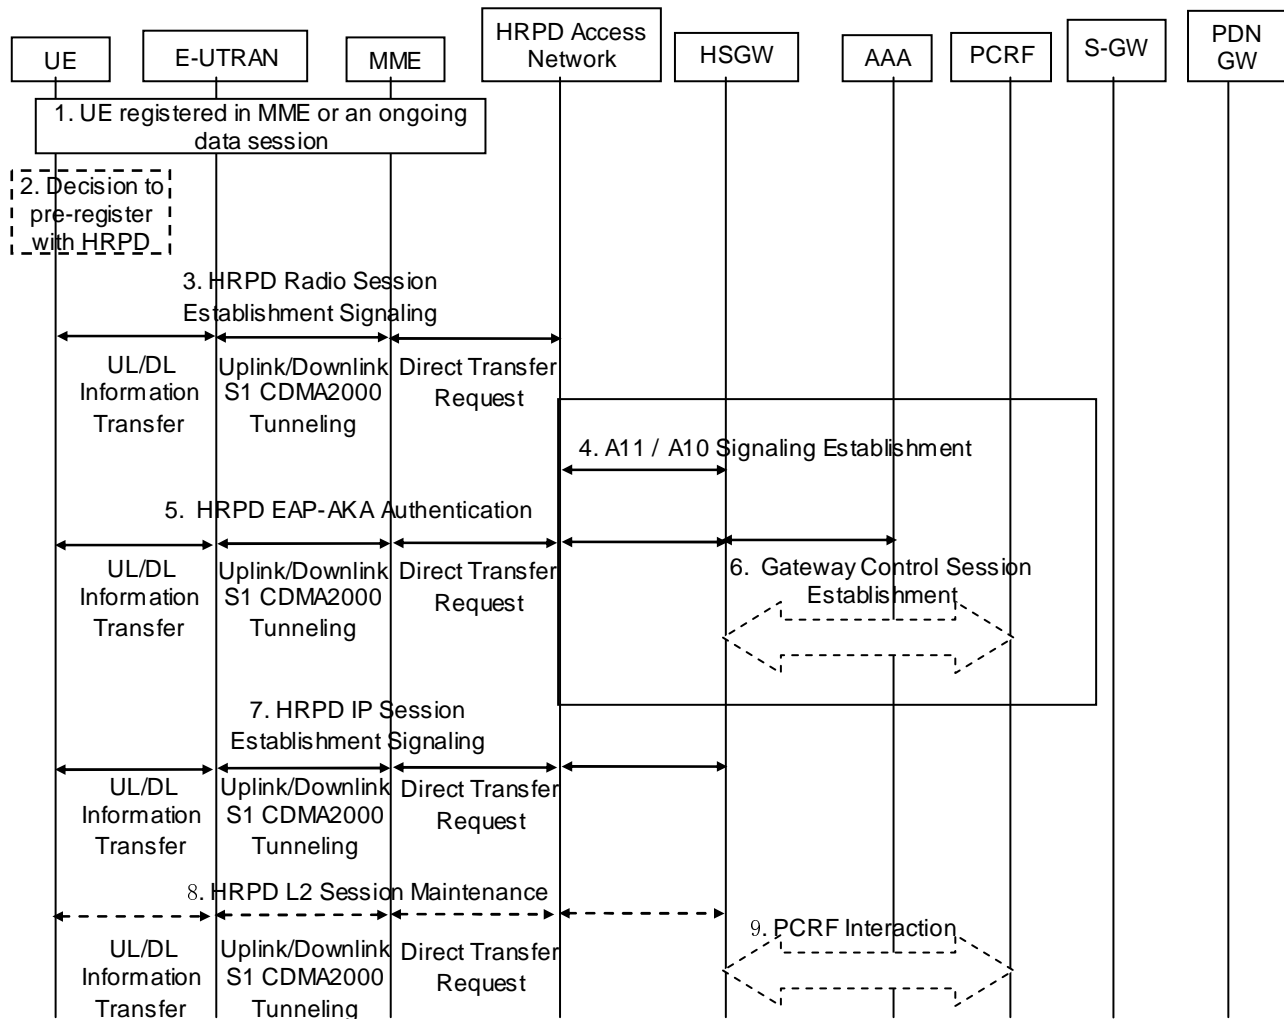 UE
E-UTRAN
MME
HRPD Access
Network
HSGW
AAA
PCRF
S-GW
PDN
GW
1. UE registered in MME or an ongoing
data session
2. Decision to
pre-register
with HRPD
3. HRPD Radio Session
Establishment Signaling
UL/DL
Information
Transfer
Uplink/Downlink
S1 CDMA2000
Tunneling
Direct Transfer
Request
4. A11 / A10 Signaling Establishment
5. HRPD EAP-AKA Authentication
UL/DL
Information
Transfer
Uplink/Downlink
S1 CDMA2000
Tunneling
Direct Transfer
Request
6. Gateway Control Session
Establishment
7. HRPD IP Session
Establishment Signaling
UL/DL
Information
Transfer
Uplink/Downlink
S1 CDMA2000
Tunneling
Direct Transfer
Request
8. HRPD L2 Session Maintenance
UL/DL
Information
Transfer
Uplink/Downlink
S1 CDMA2000
Tunneling
Direct Transfer
Request
9. PCRF Interaction